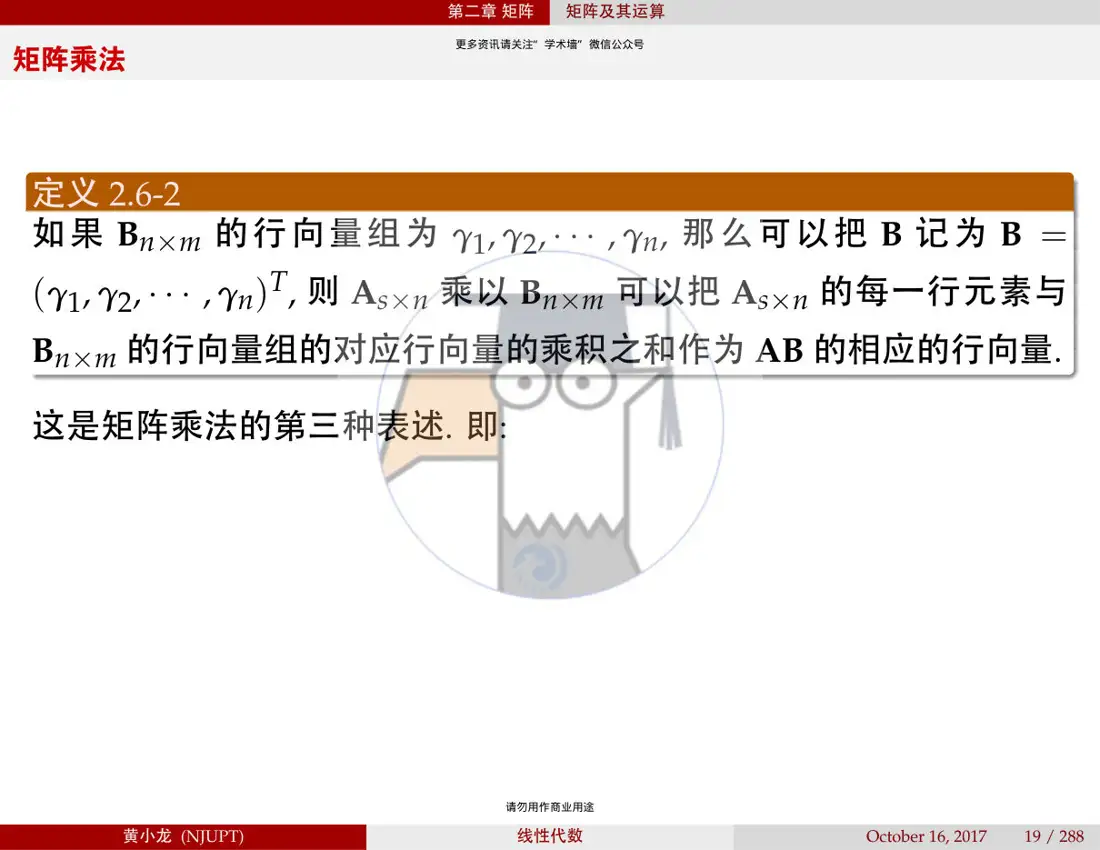 第二章 矩阵 矩阵及其运算
更多资讯请关注“学术墙”微信公众号
矩阵乘法
定义 2.6-2
如果 B_{n×m} 的行向量组为 γ_1, γ_2, ⋯ , γ_n, 那么可以把 B 记为 B =
(γ_1, γ_2, ⋯ , γ_n)^T, 则 A_{s×n} 乘以 B_{n×m} 可以把 A_{s×n} 的每一行元素与
B_{n×m} 的行向量组的对应行向量的乘积之和作为 AB 的相应的行向量.
这是矩阵乘法的第三种表述. 即:
请勿用作商业用途
黄小龙 (NJUPT) 线性代数 October 16, 2017 19 / 288